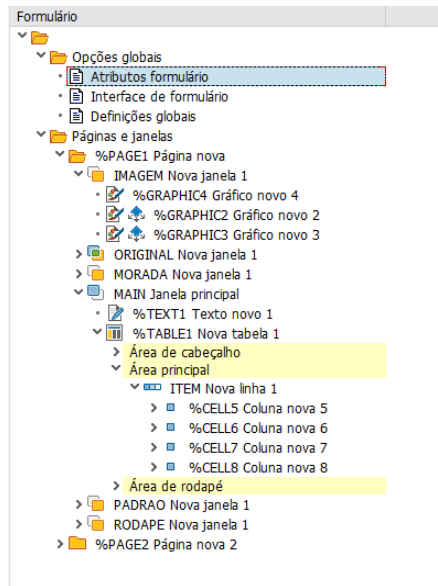 Formulário
Opções globais
Atributos formulário
Interface de formulário
Definições globais
Páginas e janelas
%PAGE1 Página nova
IMAGEM Nova janela 1
%GRAPHIC4 Gráfico novo 4
%GRAPHIC2 Gráfico novo 2
%GRAPHIC3 Gráfico novo 3
ORIGINAL Nova janela 1
MORADA Nova janela 1
MAIN Janela principal
%TEXT1 Texto novo 1
%TABLE1 Nova tabela 1
Área de cabeçalho
Área principal
ITEM Nova linha 1
%CELL5 Coluna nova 5
%CELL6 Coluna nova 6
%CELL7 Coluna nova 7
%CELL8 Coluna nova 8
Área de rodapé
PADRAO Nova janela 1
RODAPE Nova janela 1
%PAGE2 Página nova 2